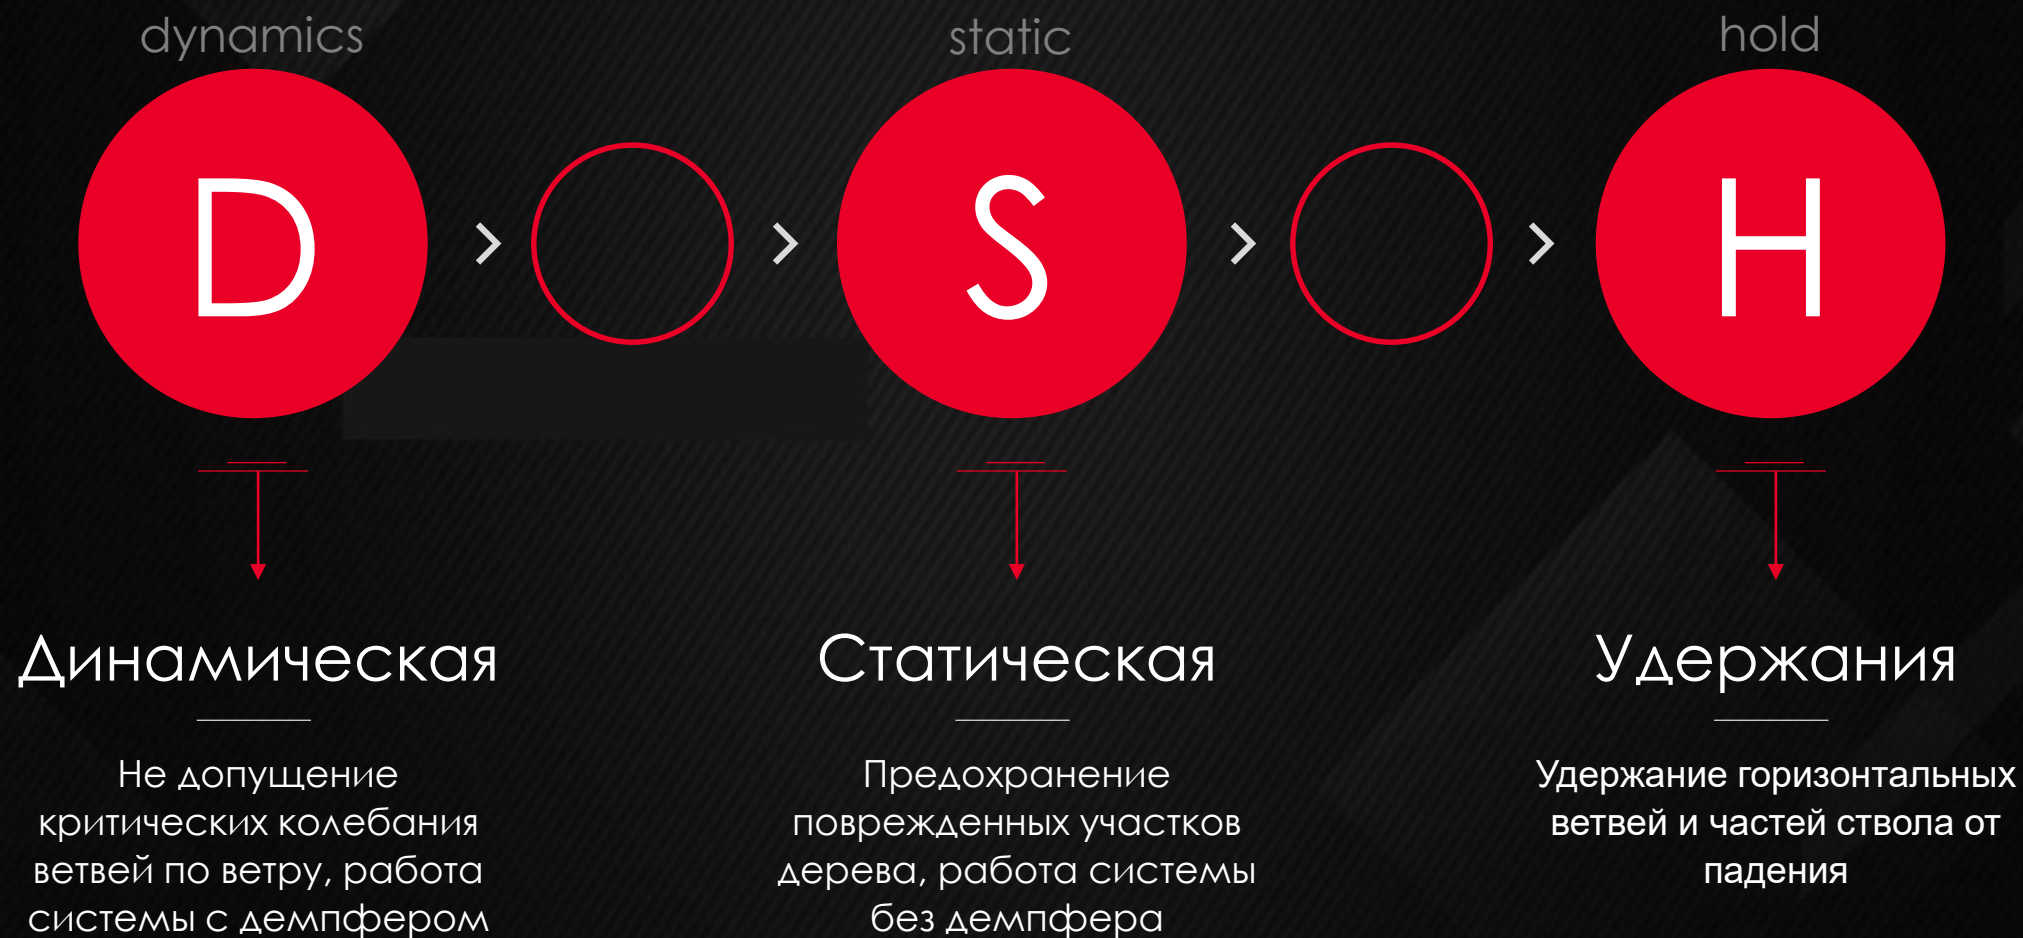 dynamics
static
hold
D
S
H
Динамическая
Не допущение
критических колебания
ветвей по ветру, работа
системы с демпфером
Статическая
Предохранение
поврежденных участков
дерева, работа системы
без демпфера
Удержания
Удержание горизонтальных
ветвей и частей ствола от
падения